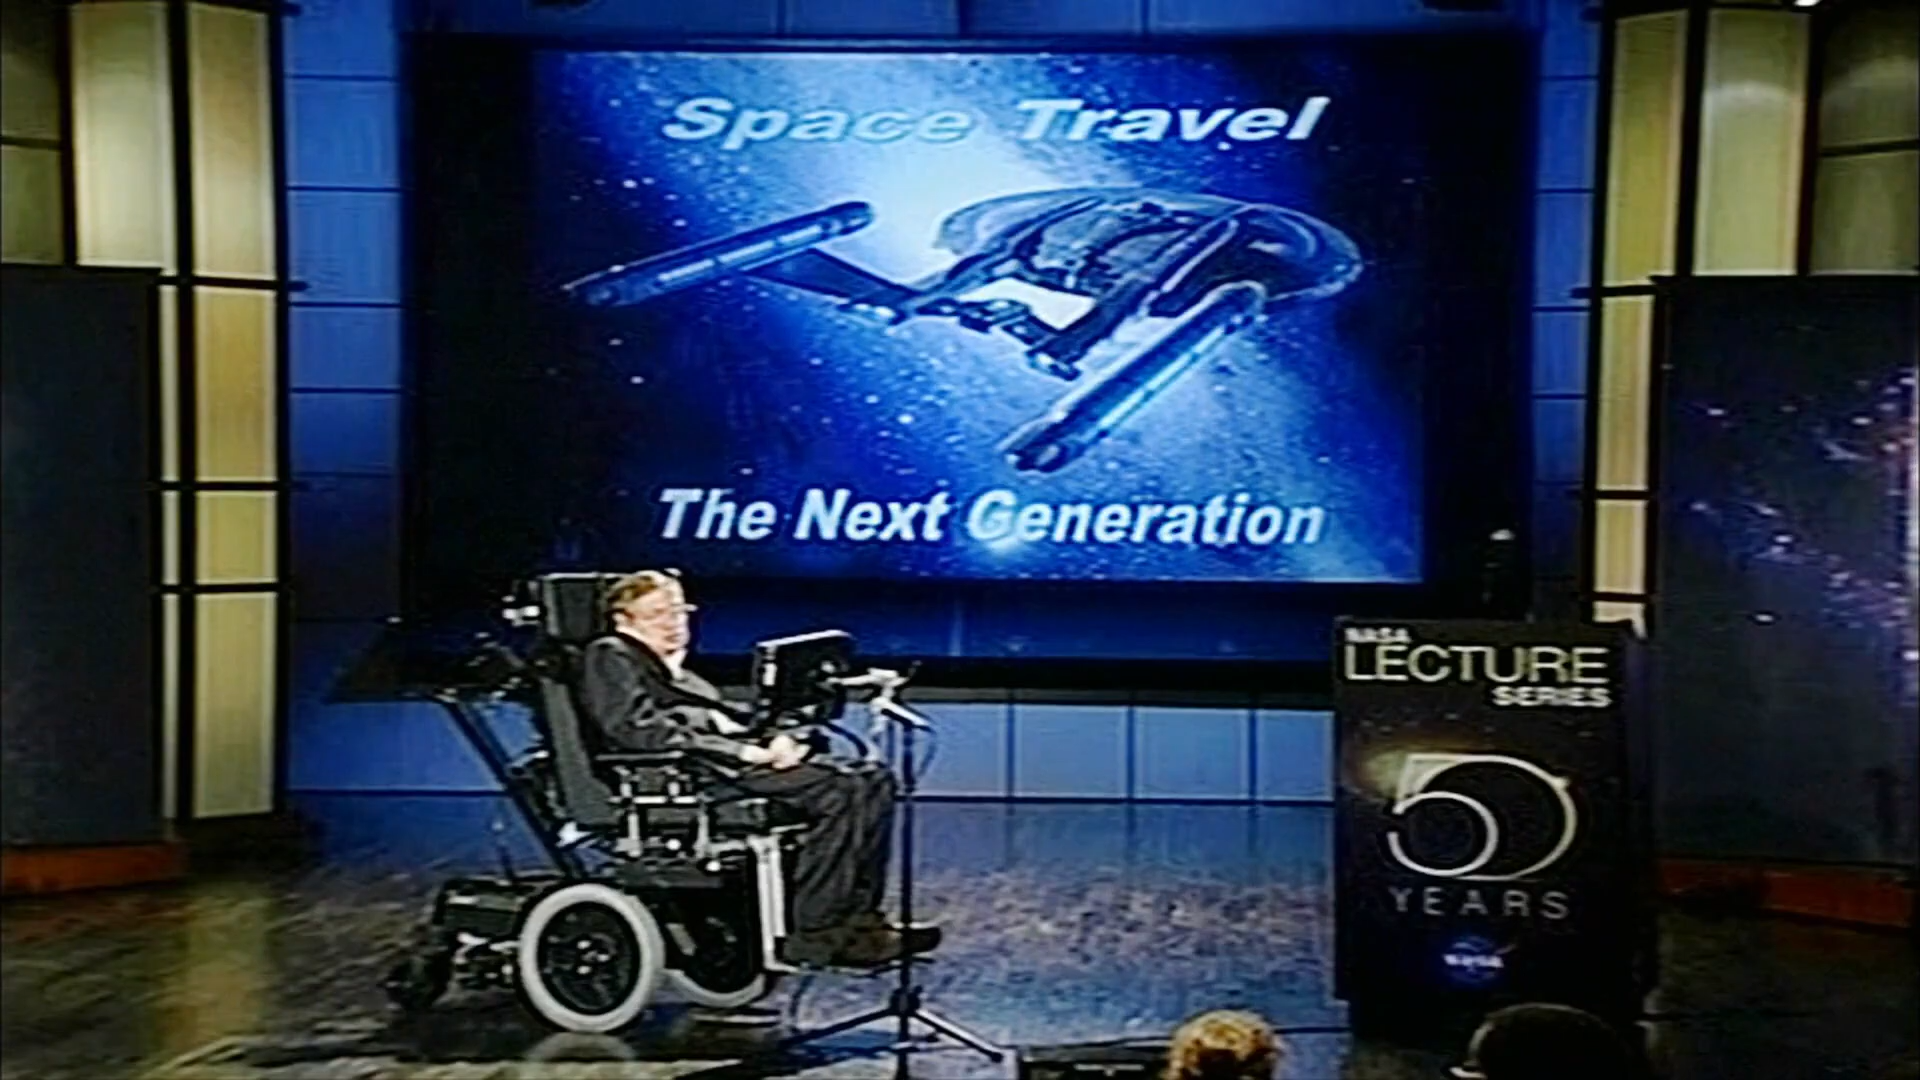 Space Travel
The Next Generation
NASA
LECTURE
SERIES
50
YEARS
NASA